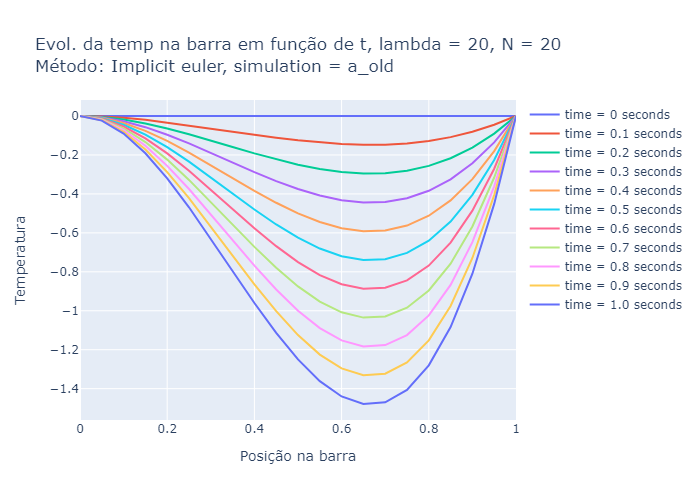 Evol. da temp na barra em função de t, lambda = 20, N = 20
Método: Implicit euler, simulation = a_old
time = 0 seconds
time = 0.1 seconds
time = 0.2 seconds
time = 0.3 seconds
time = 0.4 seconds
time = 0.5 seconds
time = 0.6 seconds
time = 0.7 seconds
time = 0.8 seconds
time = 0.9 seconds
time = 1.0 seconds
Temperatura
0
−0.2
−0.4
−0.6
−0.8
−1
−1.2
−1.4
0 0.2 0.4 0.6 0.8 1
Posição na barra